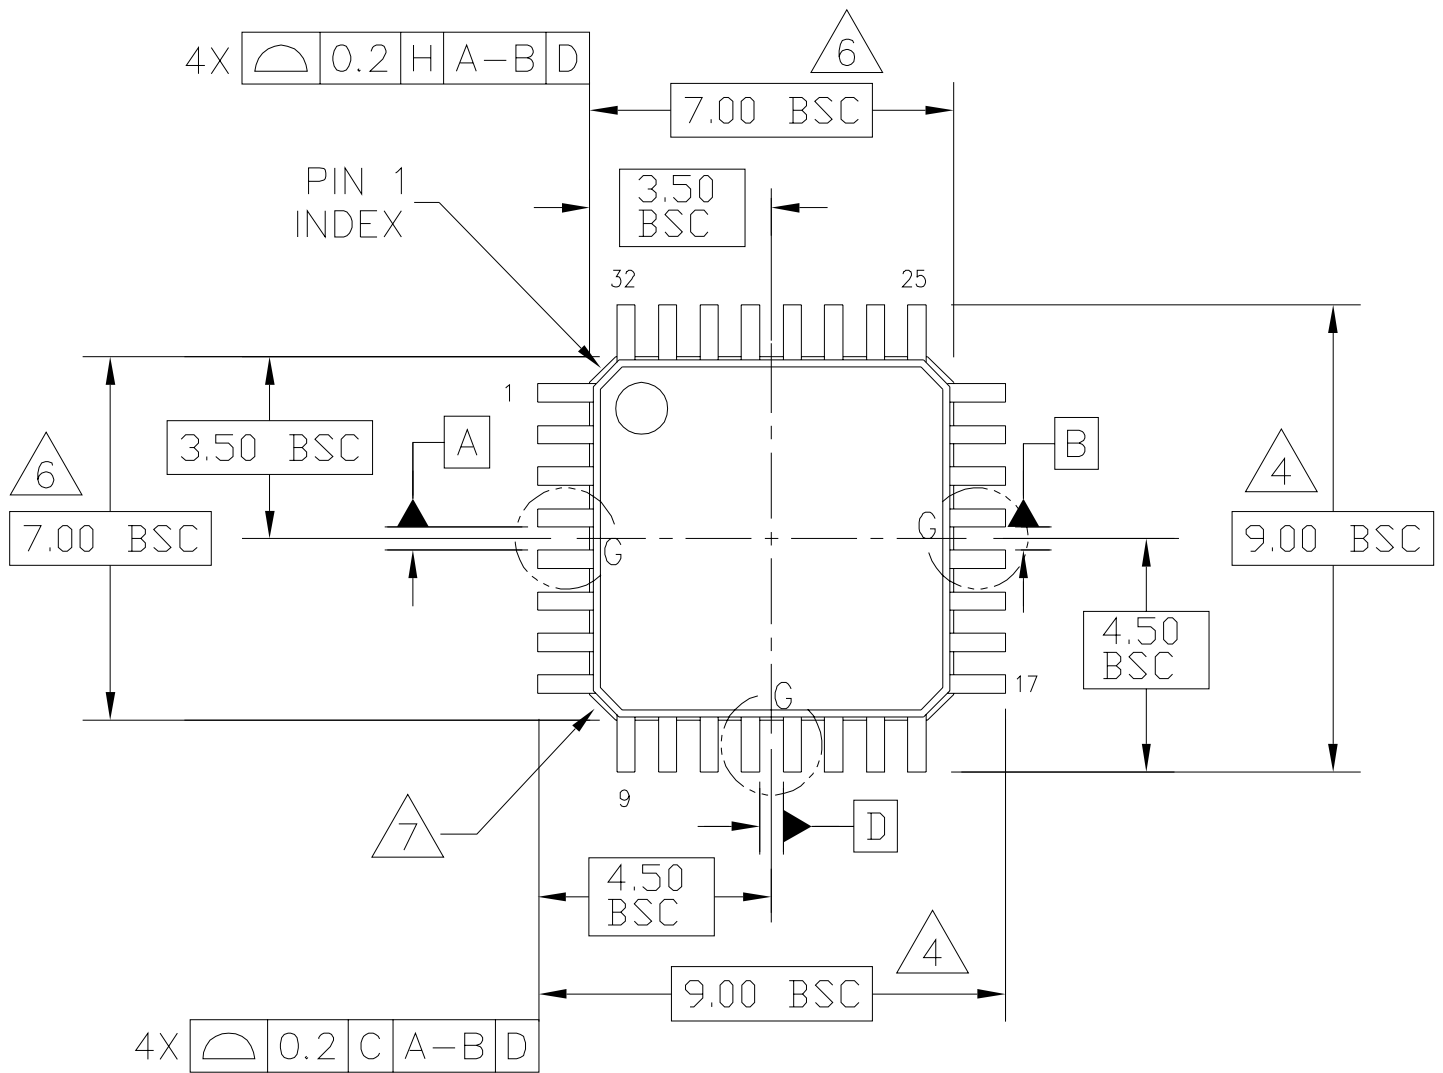 6
4X 0.2 H A-B D
7.00 BSC
PIN 1
INDEX
3.50
BSC
32
25
1
3.50 BSC
A
B
6
4
7.00 BSC
G
G
9.00 BSC
4.50
BSC
17
G
9
7
D
4.50
BSC
4
9.00 BSC
4X 0.2 C A-B D